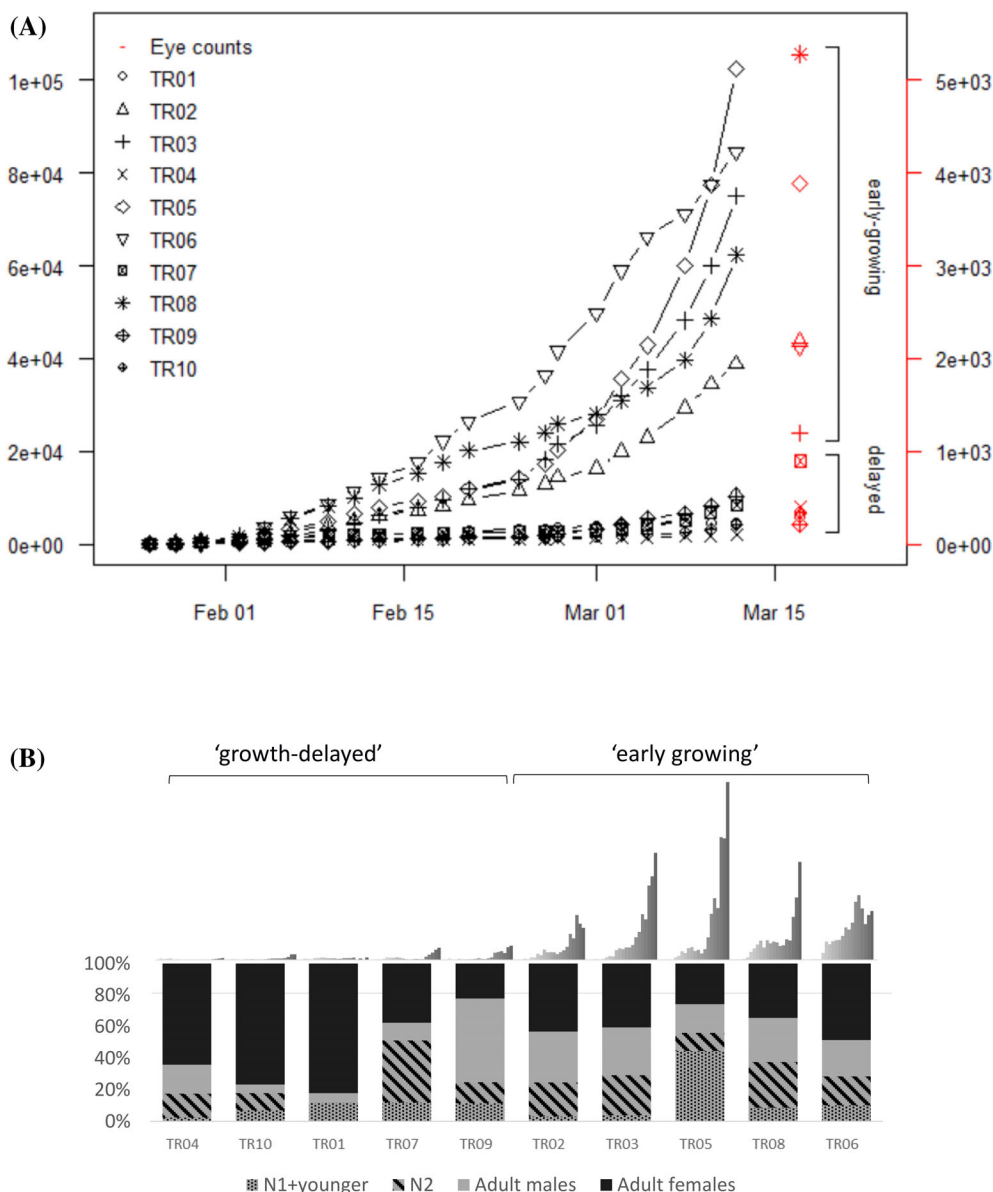 (A)
Eye counts
TR01
TR02
TR03
TR04
TR05
TR06
TR07
TR08
TR09
TR10
1e+05
8e+04
6e+04
4e+04
2e+04
0e+00
5e+03
4e+03
3e+03
2e+03
1e+03
0e+00
early-growing
delayed
Feb 01
Feb 15
Mar 01
Mar 15
(B)
'growth-delayed'
'early growing'
100%
80%
60%
40%
20%
0%
TR04 TR10 TR01 TR07 TR09 TR02 TR03 TR05 TR08 TR06
N1+younger N2 Adult males Adult females